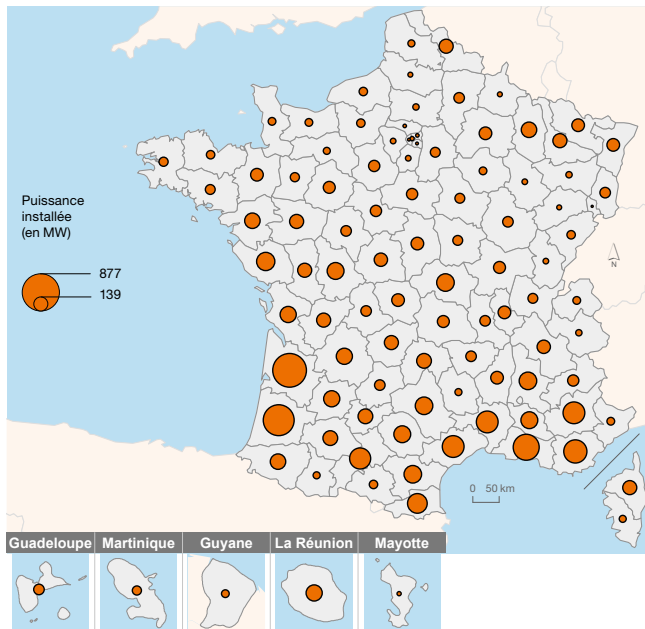 Puissance
installée
(en MW)
877
139
N
0 50 km
Guadeloupe Martinique Guyane La Réunion Mayotte